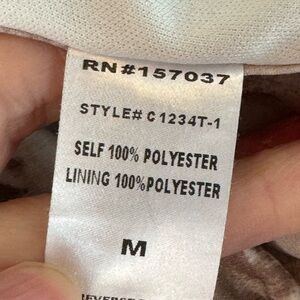 RN#157037
STYLE# C1234T-1
SELF 100% POLYESTER
LINING 100%POLYESTER
M